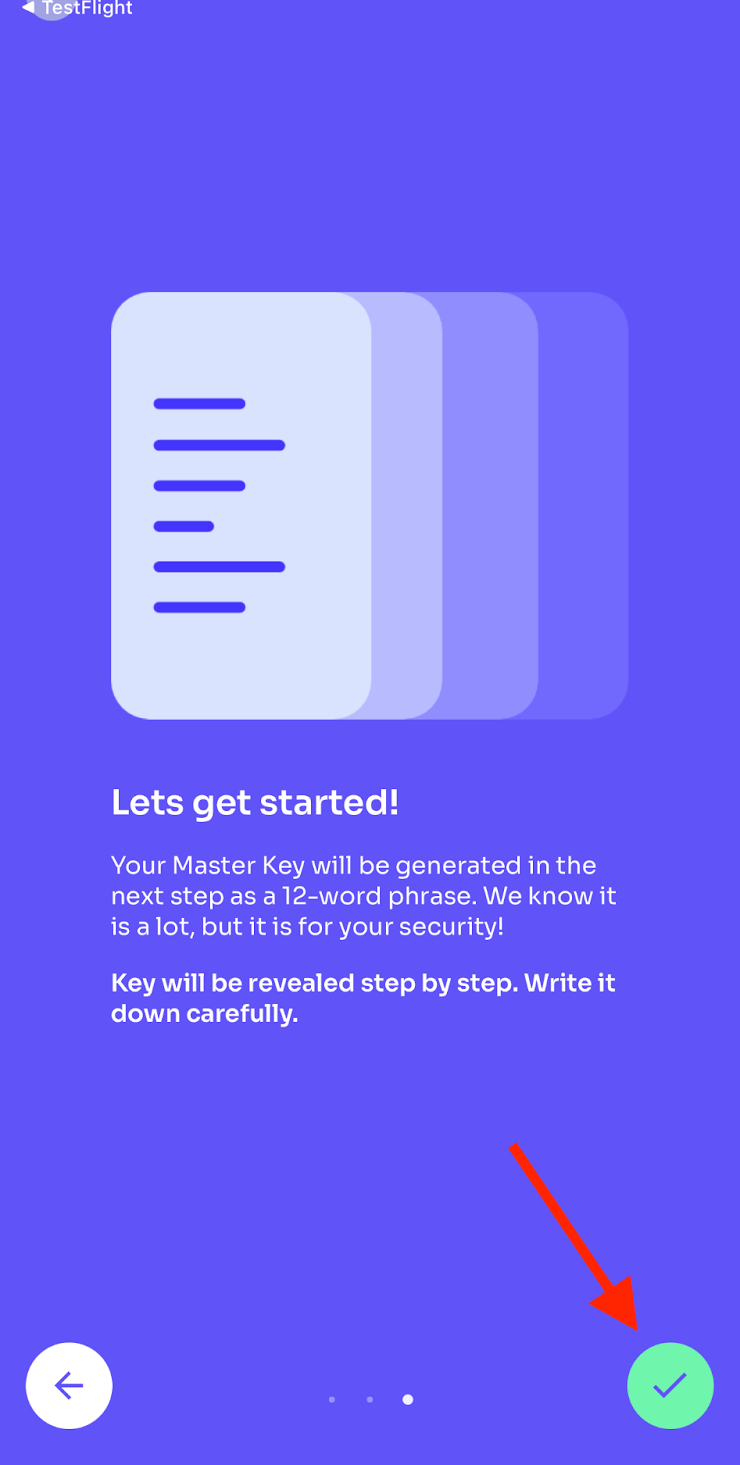 ◀ TestFlight
Lets get started!
Your Master Key will be generated in the
next step as a 12-word phrase. We know it
is a lot, but it is for your security!
Key will be revealed step by step. Write it
down carefully.